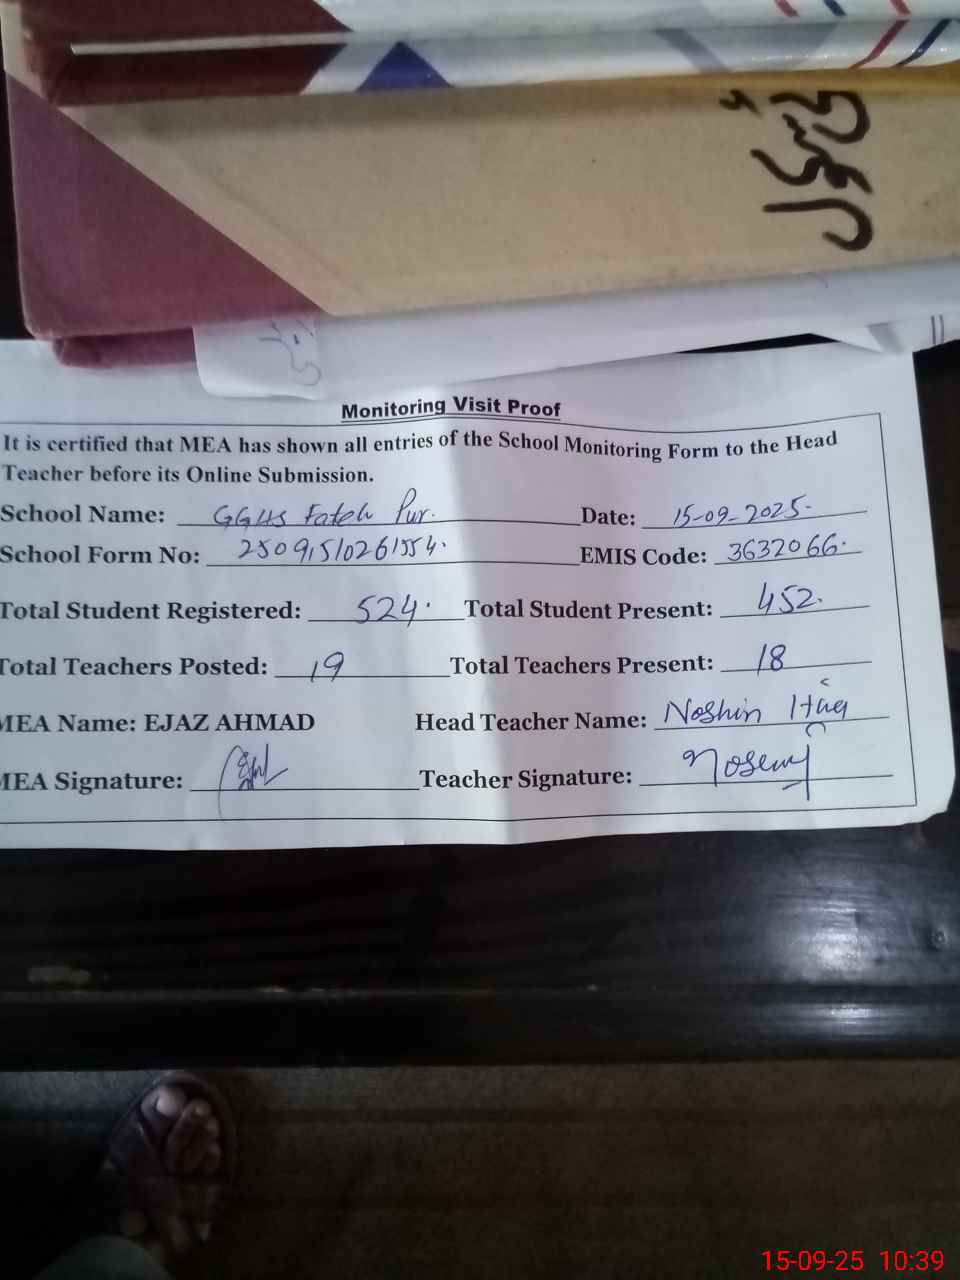 Monitoring Visit Proof
It is certified that MEA has shown all entries of the School Monitoring Form to the Head
Teacher before its Online Submission.
School Name: GGHS Fateh Pur. Date: 15-09-2025.
School Form No: EMIS Code: 3632066.
Total Student Registered: 524. Total Student Present: 452.
Total Teachers Posted: 19 Total Teachers Present: 18
MEA Name: EJAZ AHMAD Head Teacher Name: Noshin
MEA Signature: Teacher Signature:
15-09-25 10:39